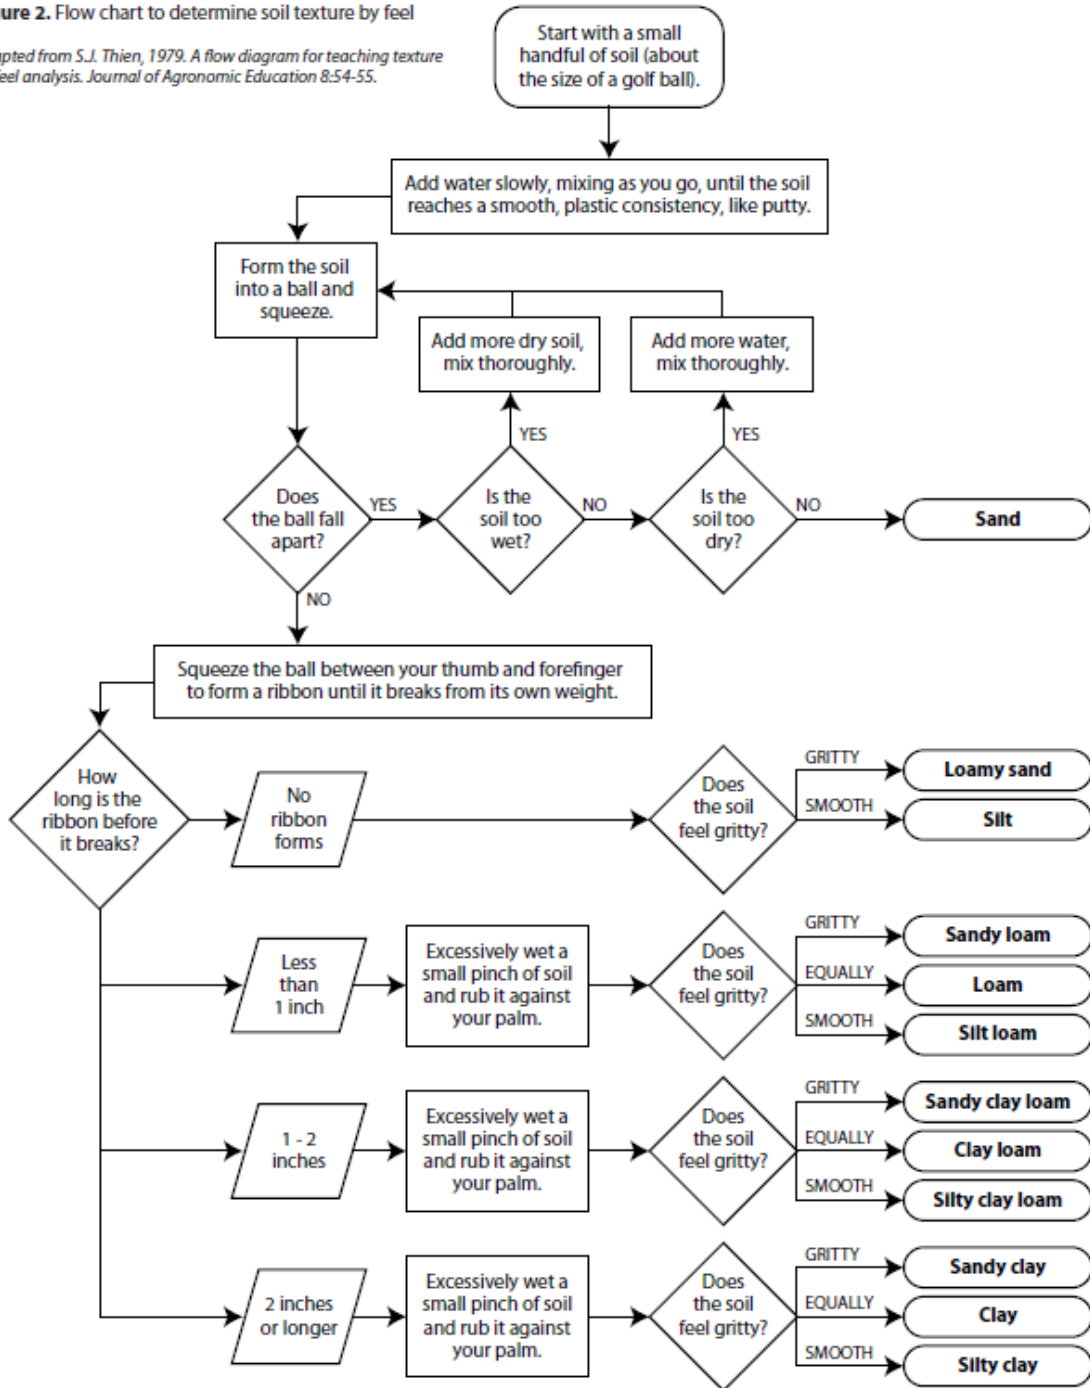 ure 2. Flow chart to determine soil texture by feel
pted from S.J. Thien, 1979. A flow diagram for teaching texture
eel analysis. Journal of Agronomic Education 8:54-55.
Start with a small
handful of soil (about
the size of a golf ball).
Add water slowly, mixing as you go, until the soil
reaches a smooth, plastic consistency, like putty.
Form the soil
into a ball and
squeeze.
Add more dry soil,
mix thoroughly.
Add more water,
mix thoroughly.
YES
YES
Does
the ball fall
apart?
YES
Is the
soil too
wet?
NO
Is the
soil too
dry?
NO
Sand
NO
Squeeze the ball between your thumb and forefinger
to form a ribbon until it breaks from its own weight.
How
long is the
ribbon before
it breaks?
No
ribbon
forms
Does
the soil
feel gritty?
GRITTY
Loamy sand
SMOOTH
Silt
Less
than
1 inch
Excessively wet a
small pinch of soil
and rub it against
your palm.
Does
the soil
feel gritty?
GRITTY
Sandy loam
EQUALLY
Loam
SMOOTH
Silt loam
1 - 2
inches
Excessively wet a
small pinch of soil
and rub it against
your palm.
Does
the soil
feel gritty?
GRITTY
Sandy clay loam
EQUALLY
Clay loam
SMOOTH
Silty clay loam
2 inches
or longer
Excessively wet a
small pinch of soil
and rub it against
your palm.
Does
the soil
feel gritty?
GRITTY
Sandy clay
EQUALLY
Clay
SMOOTH
Silty clay